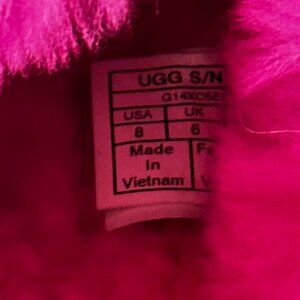 UGG S/N
USA UK
8 6
Made
In
Vietnam